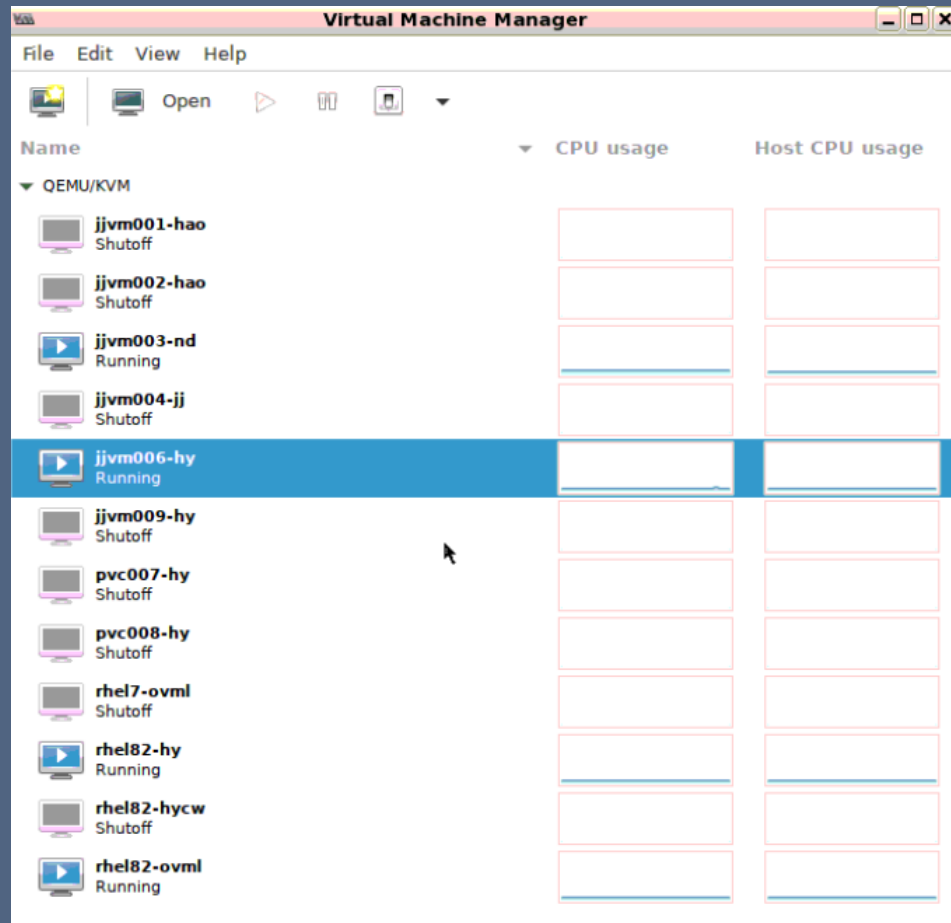 Virtual Machine Manager
File Edit View Help
Open
Name CPU usage Host CPU usage
QEMU/KVM
jjvm001-hao
Shutoff
jjvm002-hao
Shutoff
jjvm003-nd
Running
jjvm004-jj
Shutoff
jjvm006-hy
Running
jjvm009-hy
Shutoff
pvc007-hy
Shutoff
pvc008-hy
Shutoff
rhel7-ovml
Shutoff
rhel82-hy
Running
rhel82-hycw
Shutoff
rhel82-ovml
Running